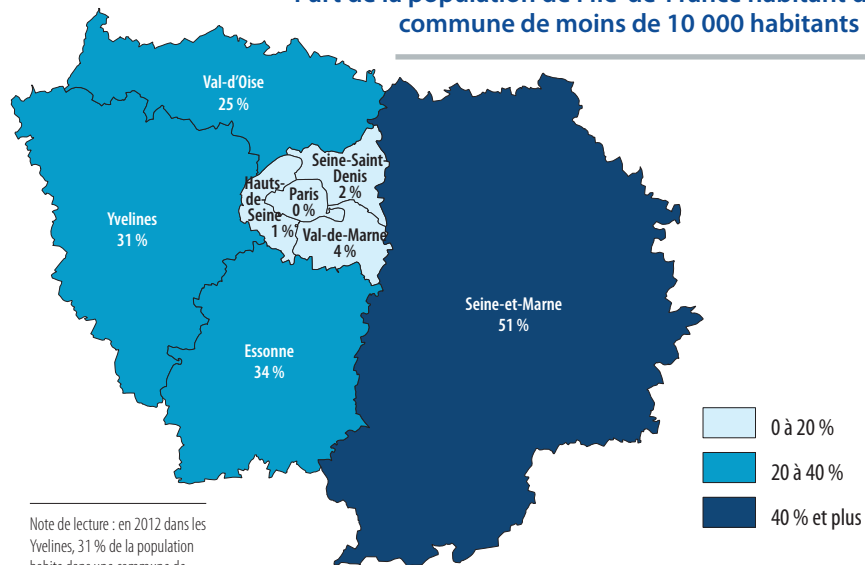 commune de moins de 10 000 habitants
Val-d'Oise
25 %
Seine-Saint-
Denis
2 %
Hauts-
de-
Seine
1 %
Paris
0 %
Val-de-Marne
4 %
Yvelines
31 %
Seine-et-Marne
51 %
Essonne
34 %
0 à 20 %
20 à 40 %
40 % et plus
Note de lecture : en 2012 dans les
Yvelines, 31 % de la population